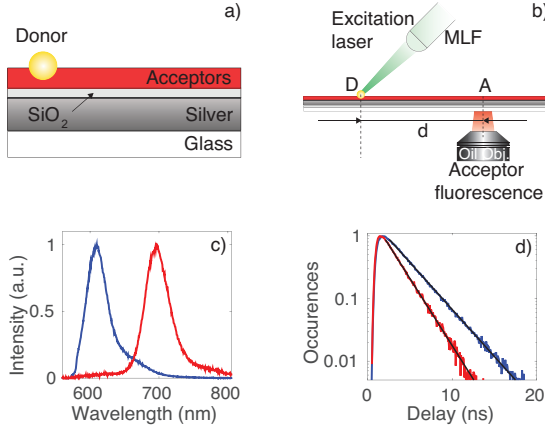 a)
Donor
Acceptors
SiO2
Silver
Glass
b)
Excitation
laser
MLF
D
A
d
Oil Obj.
Acceptor
fluorescence
c)
Intensity (a.u.)
1
0.5
0
600
700
800
Wavelength (nm)
d)
Occurences
1
0.1
0.01
0
10
20
Delay (ns)